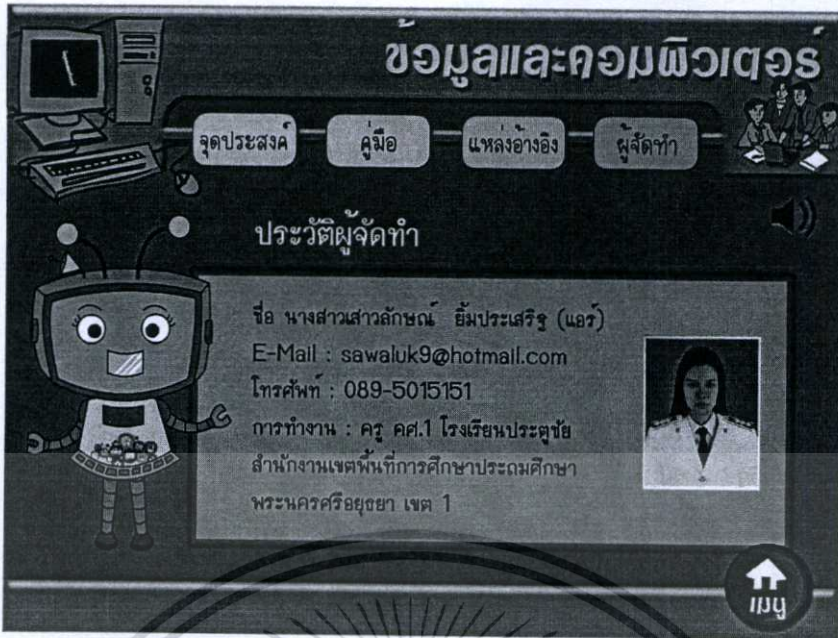 ข้อมูลและคอมพิวเตอร์
จุดประสงค์ คู่มือ แหล่งอ้างอิง ผู้จัดทำ
ประวัติผู้จัดทำ
ชื่อ นางสาวเสาวลักษณ์ ยิ้มประเสริฐ (แอร์)
E-Mail : sawaluk9@hotmail.com
โทรศัพท์ : 089-5015151
การทำงาน : ครู คศ.1 โรงเรียนประตูชัย
สำนักงานเขตพื้นที่การศึกษาประถมศึกษา
พระนครศรีอยุธยา เขต 1
เมนู